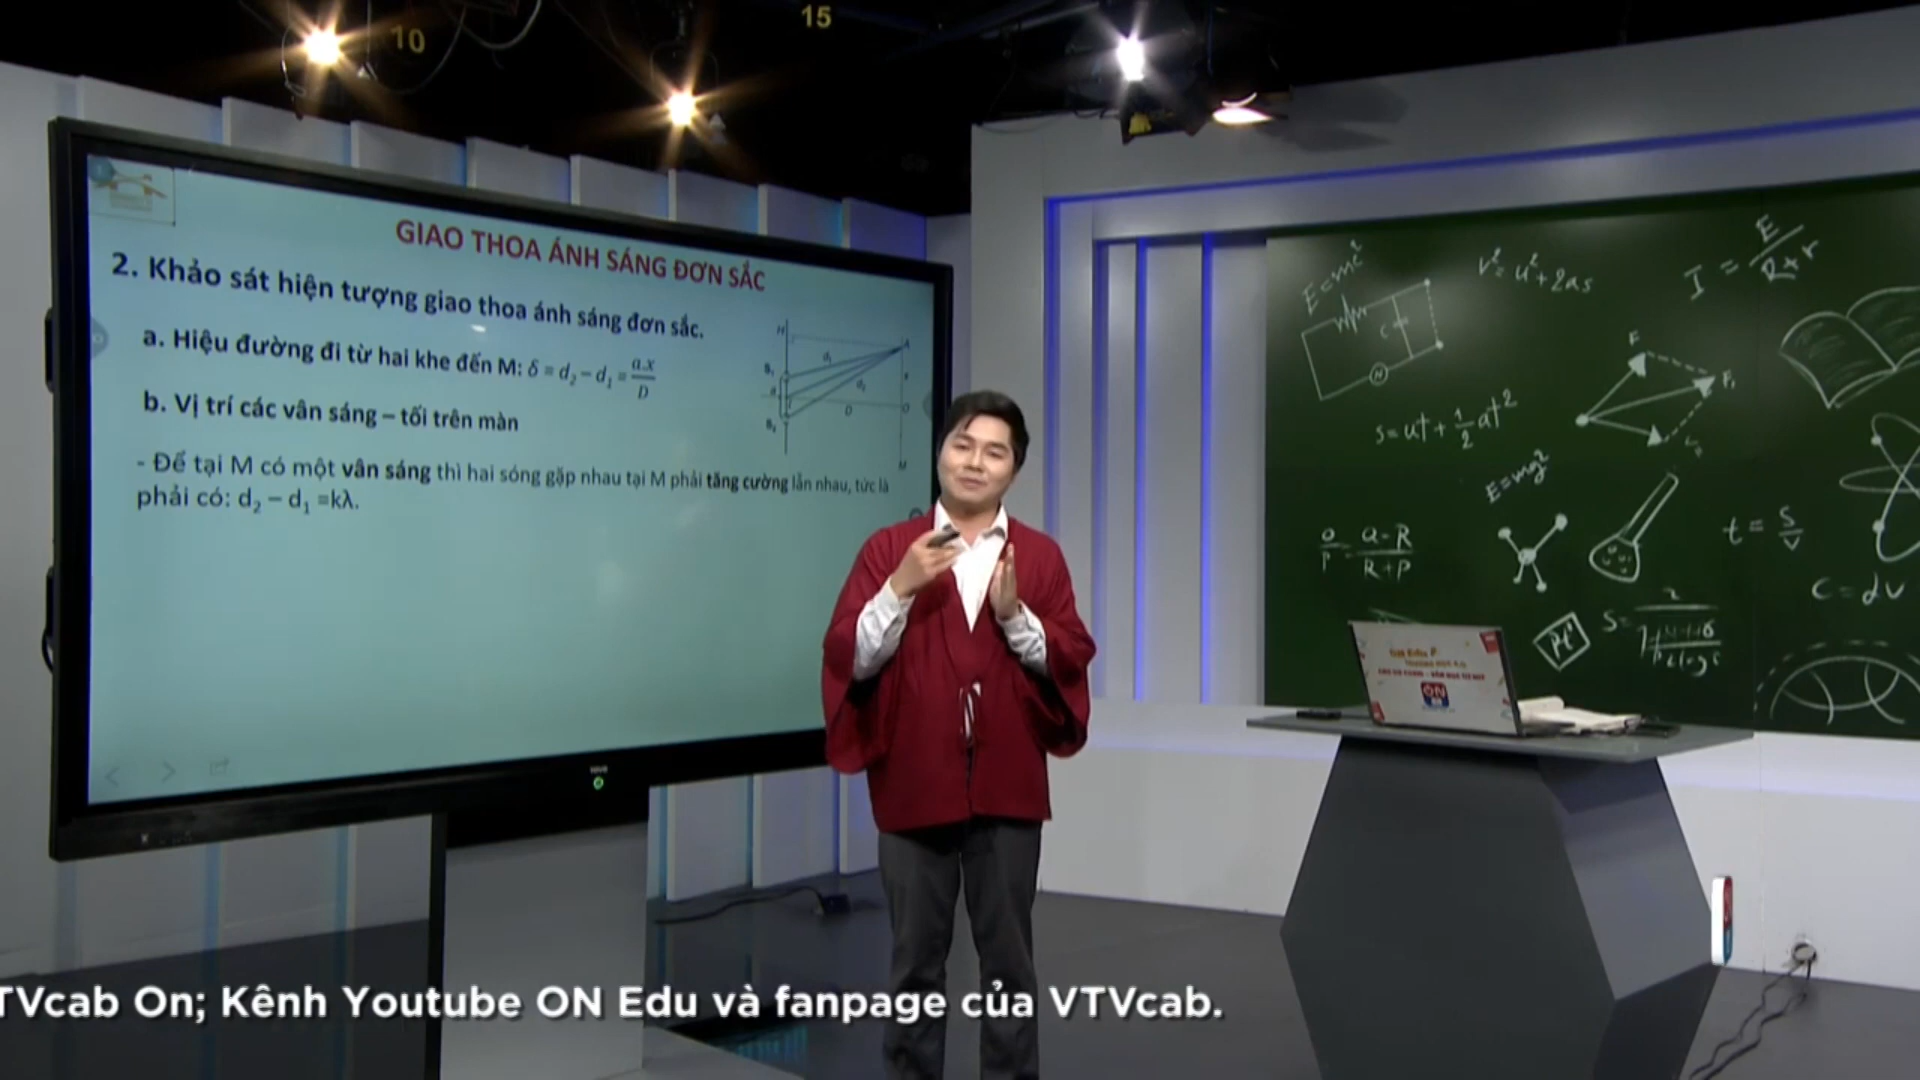 10
15
GIAO THOA ÁNH SÁNG ĐƠN SẮC
2. Khảo sát hiện tượng giao thoa ánh sáng đơn sắc.
a. Hiệu đường đi từ hai khe đến M: δ = d₂ – d₁ = a.x / D
b. Vị trí các vân sáng – tối trên màn
- Để tại M có một vân sáng thì hai sóng gặp nhau tại M phải tăng cường lẫn nhau, tức là
phải có: d₂ – d₁ =kλ.
H
d₁
d₂
D
O
M
E=mc²
v²=u²+2as
I = E / R+r
C
N
F
F₁
s=ut+½at²
E=mg²
t = s / v
C=dv
ON
TVcab On; Kênh Youtube ON Edu và fanpage của VTVcab.